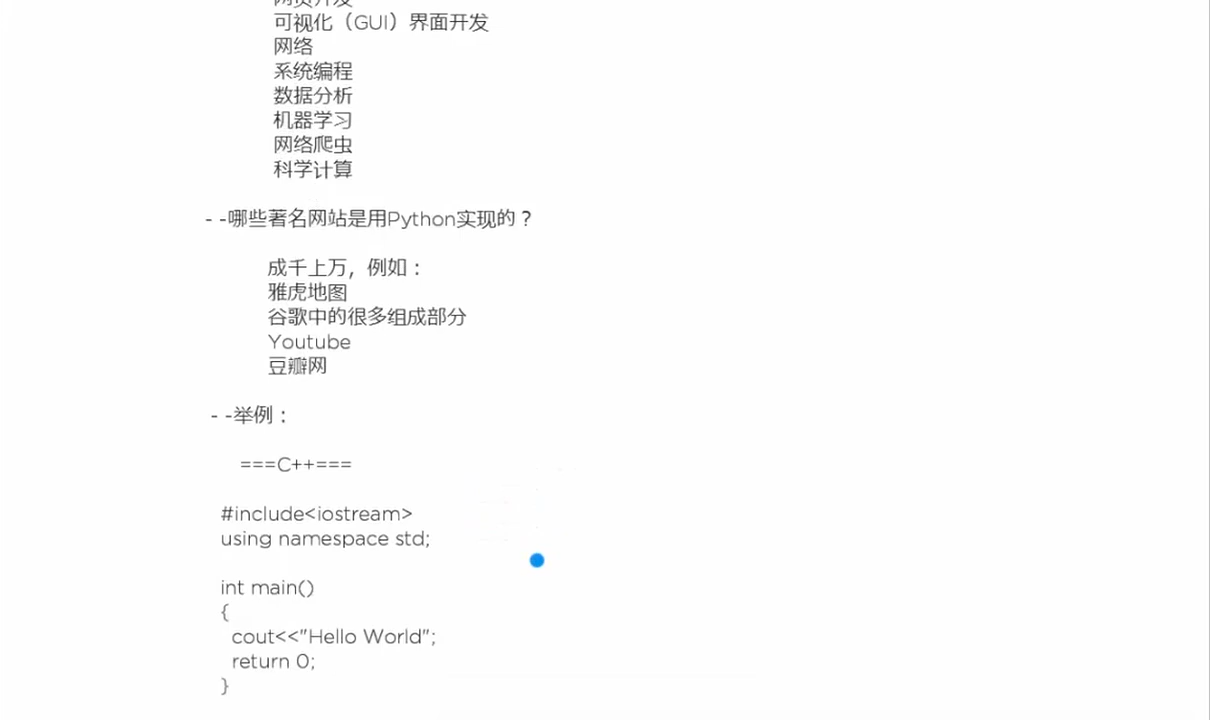 网页开发
可视化（GUI）界面开发
网络
系统编程
数据分析
机器学习
网络爬虫
科学计算
- -哪些著名网站是用Python实现的？
成千上万，例如：
雅虎地图
谷歌中的很多组成部分
Youtube
豆瓣网
- -举例：
===C++===
#include<iostream>
using namespace std;
int main()
{
cout<<"Hello World";
return 0;
}